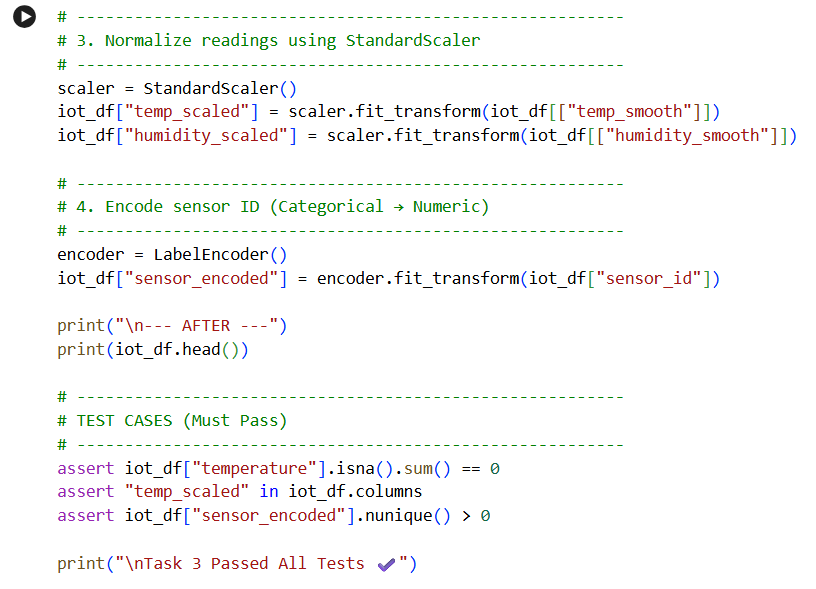 # ---------------------------------------------------------
# 3. Normalize readings using StandardScaler
# ---------------------------------------------------------
scaler = StandardScaler()
iot_df["temp_scaled"] = scaler.fit_transform(iot_df[["temp_smooth"]])
iot_df["humidity_scaled"] = scaler.fit_transform(iot_df[["humidity_smooth"]])
# ---------------------------------------------------------
# 4. Encode sensor ID (Categorical → Numeric)
# ---------------------------------------------------------
encoder = LabelEncoder()
iot_df["sensor_encoded"] = encoder.fit_transform(iot_df["sensor_id"])
print("\n--- AFTER ---")
print(iot_df.head())
# ---------------------------------------------------------
# TEST CASES (Must Pass)
# ---------------------------------------------------------
assert iot_df["temperature"].isna().sum() == 0
assert "temp_scaled" in iot_df.columns
assert iot_df["sensor_encoded"].nunique() > 0
print("\nTask 3 Passed All Tests ✔")